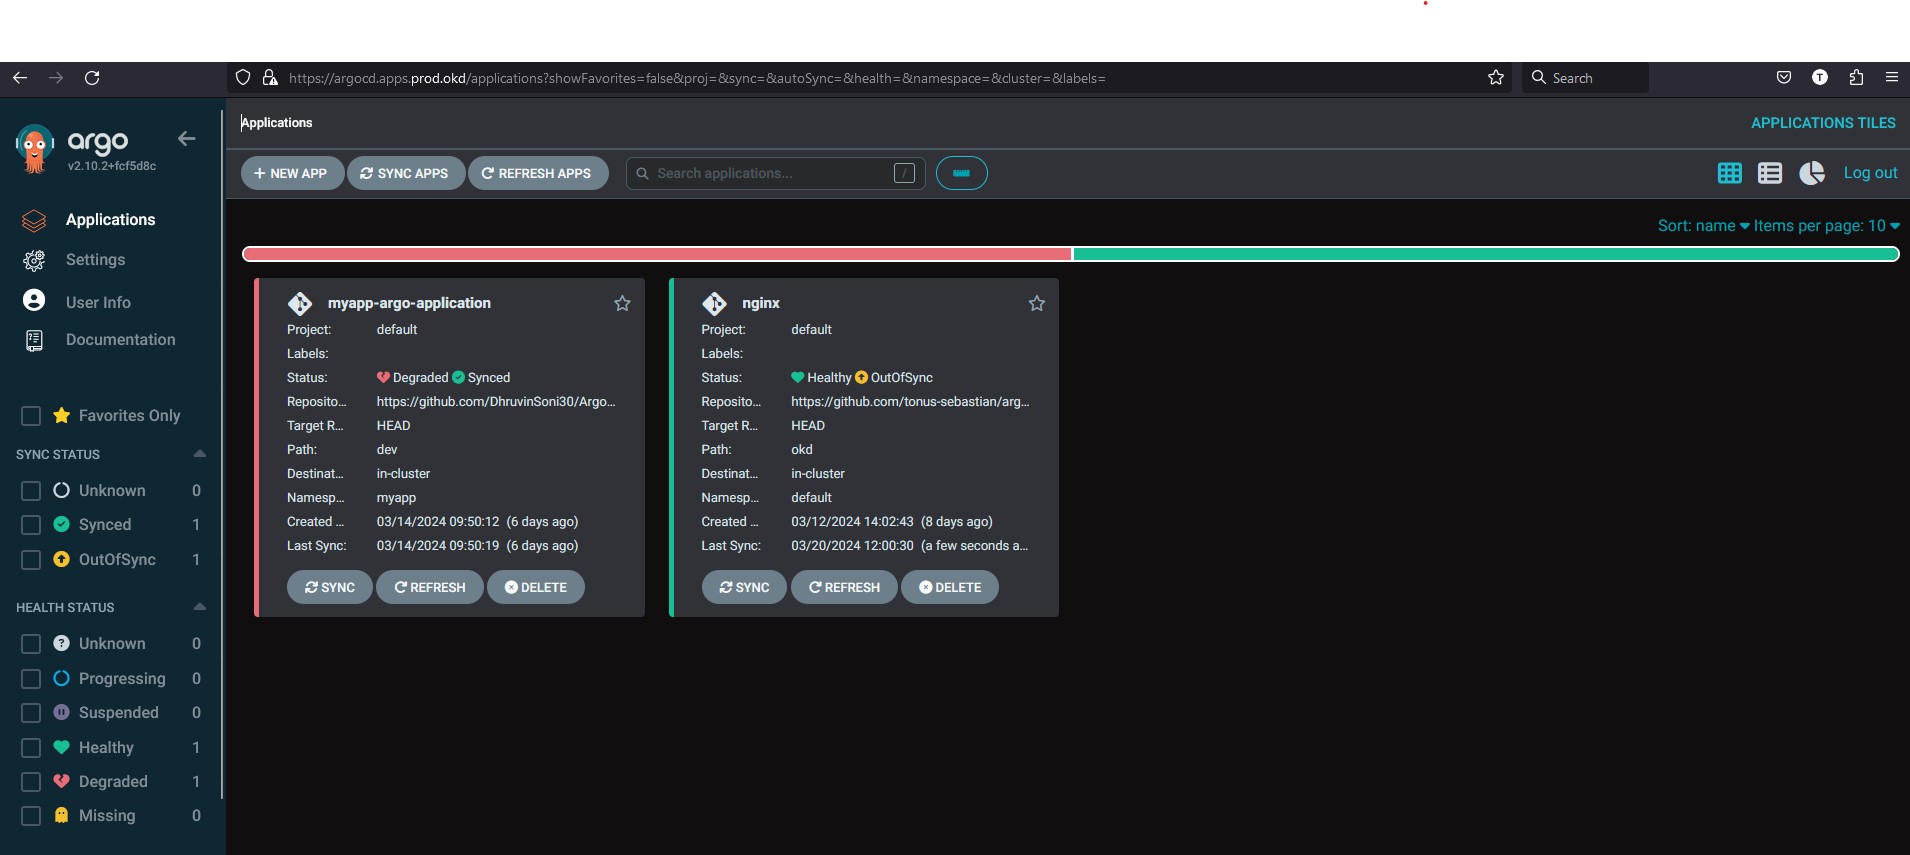 https://argocd.apps.prod.okd/applications?showFavorites=false&proj=&sync=&autoSync=&health=&namespace=&cluster=&labels=
Search
T
argo
v2.10.2+fcf5d8c
Applications
Settings
User Info
Documentation
Favorites Only
SYNC STATUS
Unknown 0
Synced 1
OutOfSync 1
HEALTH STATUS
Unknown 0
Progressing 0
Suspended 0
Healthy 1
Degraded 1
Missing 0
Applications
APPLICATIONS TILES
+ NEW APP
SYNC APPS
REFRESH APPS
Search applications...
/
Log out
Sort: name
Items per page: 10
myapp-argo-application
Project: default
Labels:
Status: Degraded Synced
Reposito... https://github.com/DhruvinSoni30/Argo...
Target R... HEAD
Path: dev
Destinat... in-cluster
Namesp... myapp
Created ... 03/14/2024 09:50:12 (6 days ago)
Last Sync: 03/14/2024 09:50:19 (6 days ago)
SYNC
REFRESH
DELETE
nginx
Project: default
Labels:
Status: Healthy OutOfSync
Reposito... https://github.com/tonus-sebastian/arg...
Target R... HEAD
Path: okd
Destinat... in-cluster
Namesp... default
Created ... 03/12/2024 14:02:43 (8 days ago)
Last Sync: 03/20/2024 12:00:30 (a few seconds a...
SYNC
REFRESH
DELETE